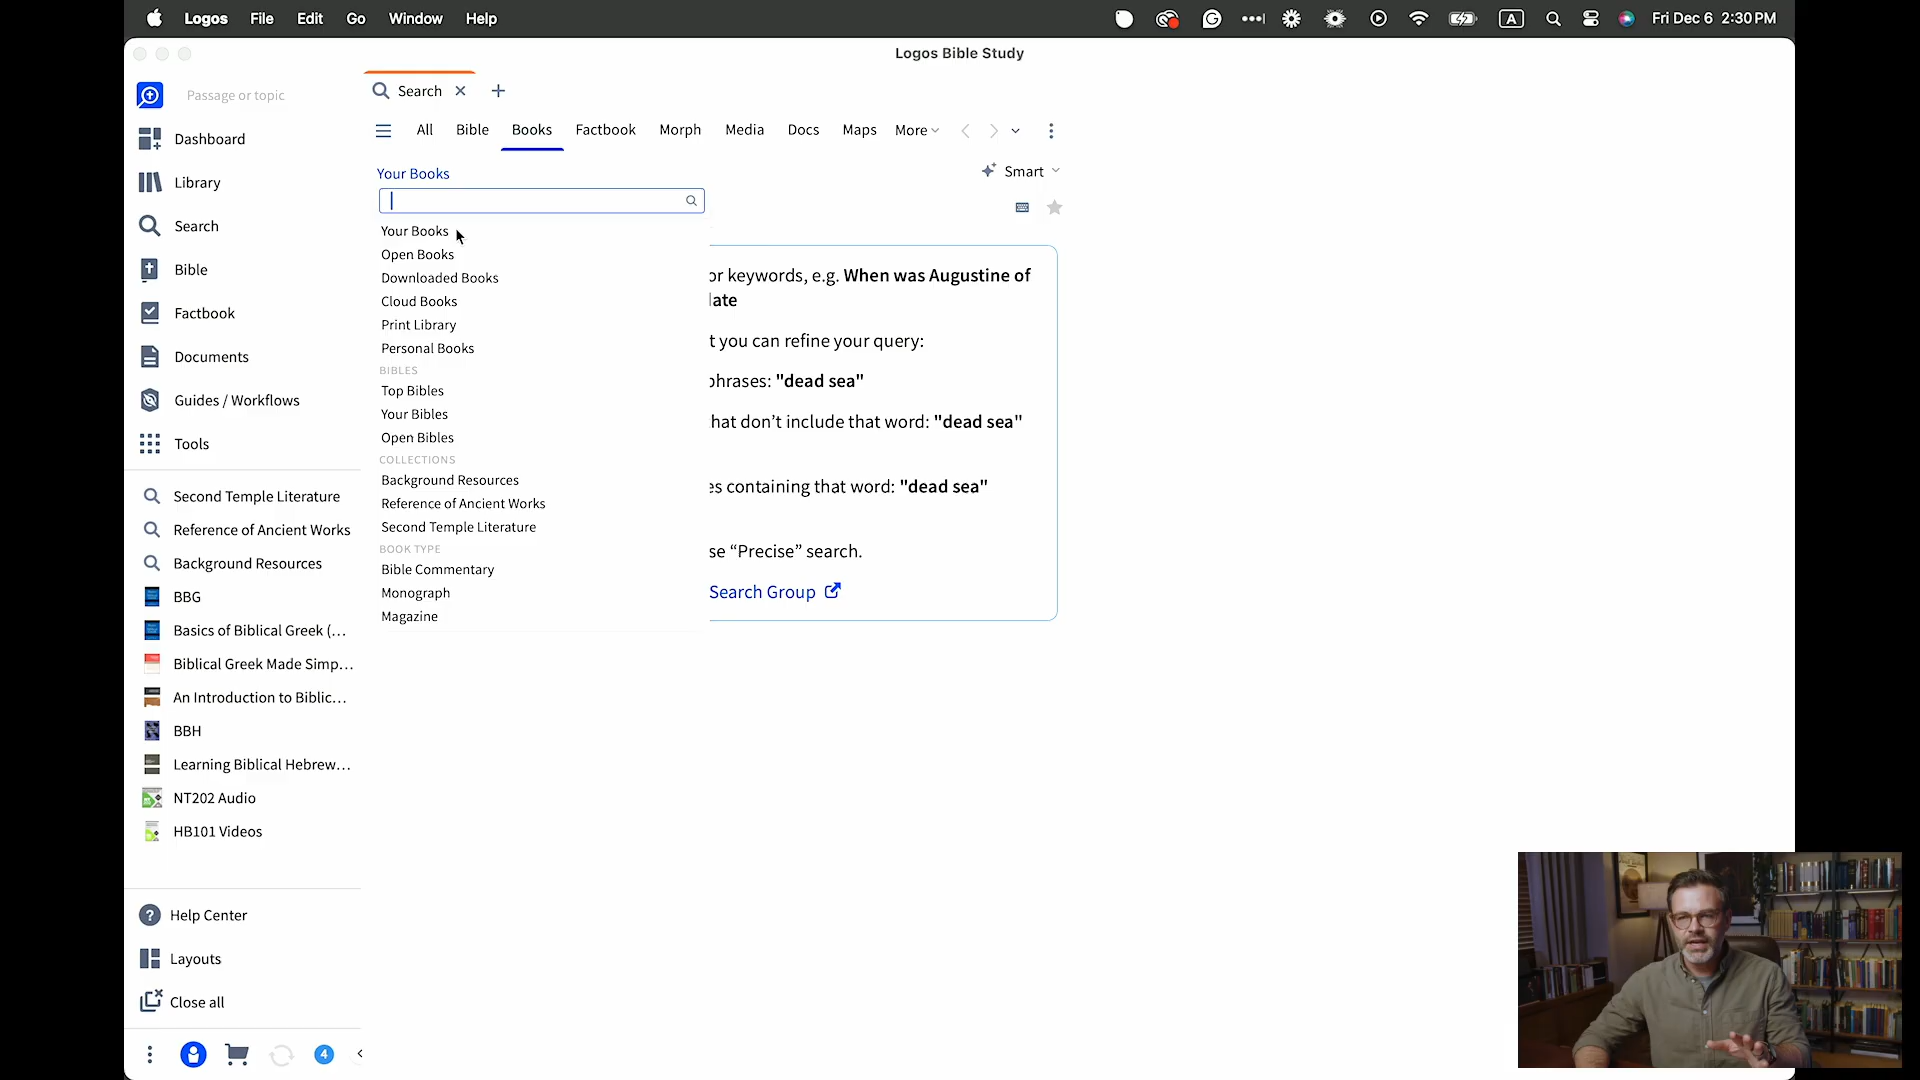 Logos File Edit Go Window Help
A Fri Dec 6 2:30 PM
Logos Bible Study
Passage or topic
Dashboard
Library
Search
Bible
Factbook
Documents
Guides / Workflows
Tools
Second Temple Literature
Reference of Ancient Works
Background Resources
BBG
Basics of Biblical Greek (...
Biblical Greek Made Simp...
An Introduction to Biblic...
BBH
Learning Biblical Hebrew...
NT202 Audio
HB101 Videos
Help Center
Layouts
Close all
4
Search
All Bible Books Factbook Morph Media Docs Maps More
Your Books
Smart
Your Books
Open Books
Downloaded Books
Cloud Books
Print Library
Personal Books
BIBLES
Top Bibles
Your Bibles
Open Bibles
COLLECTIONS
Background Resources
Reference of Ancient Works
Second Temple Literature
BOOK TYPE
Bible Commentary
Monograph
Magazine
or keywords, e.g. When was Augustine of
late
t you can refine your query:
phrases: "dead sea"
hat don't include that word: "dead sea"
es containing that word: "dead sea"
se “Precise” search.
Search Group